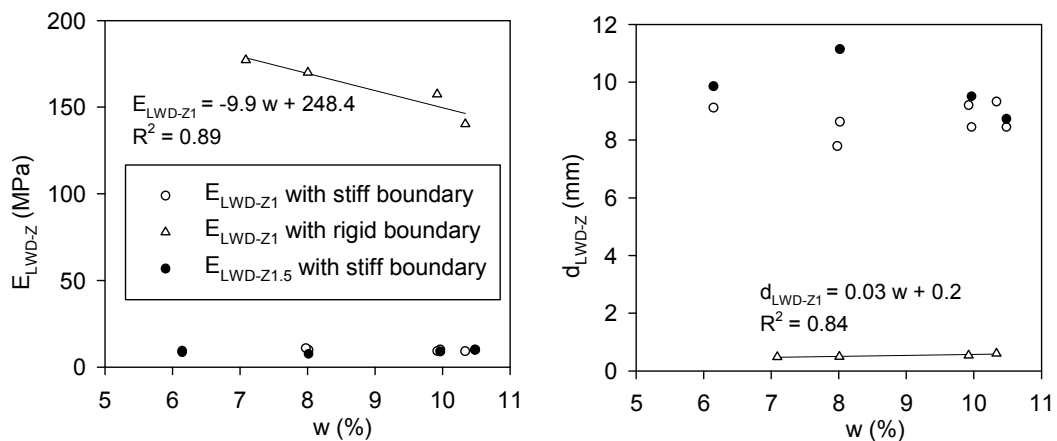 200
150
100
50
0
E_LWD-Z (MPa)
E_LWD-Z1 = -9.9 w + 248.4
R² = 0.89
E_LWD-Z1 with stiff boundary
E_LWD-Z1 with rigid boundary
E_LWD-Z1.5 with stiff boundary
5 6 7 8 9 10 11
w (%)
12
10
8
6
4
2
0
d_LWD-Z (mm)
d_LWD-Z1 = 0.03 w + 0.2
R² = 0.84
5 6 7 8 9 10 11
w (%)